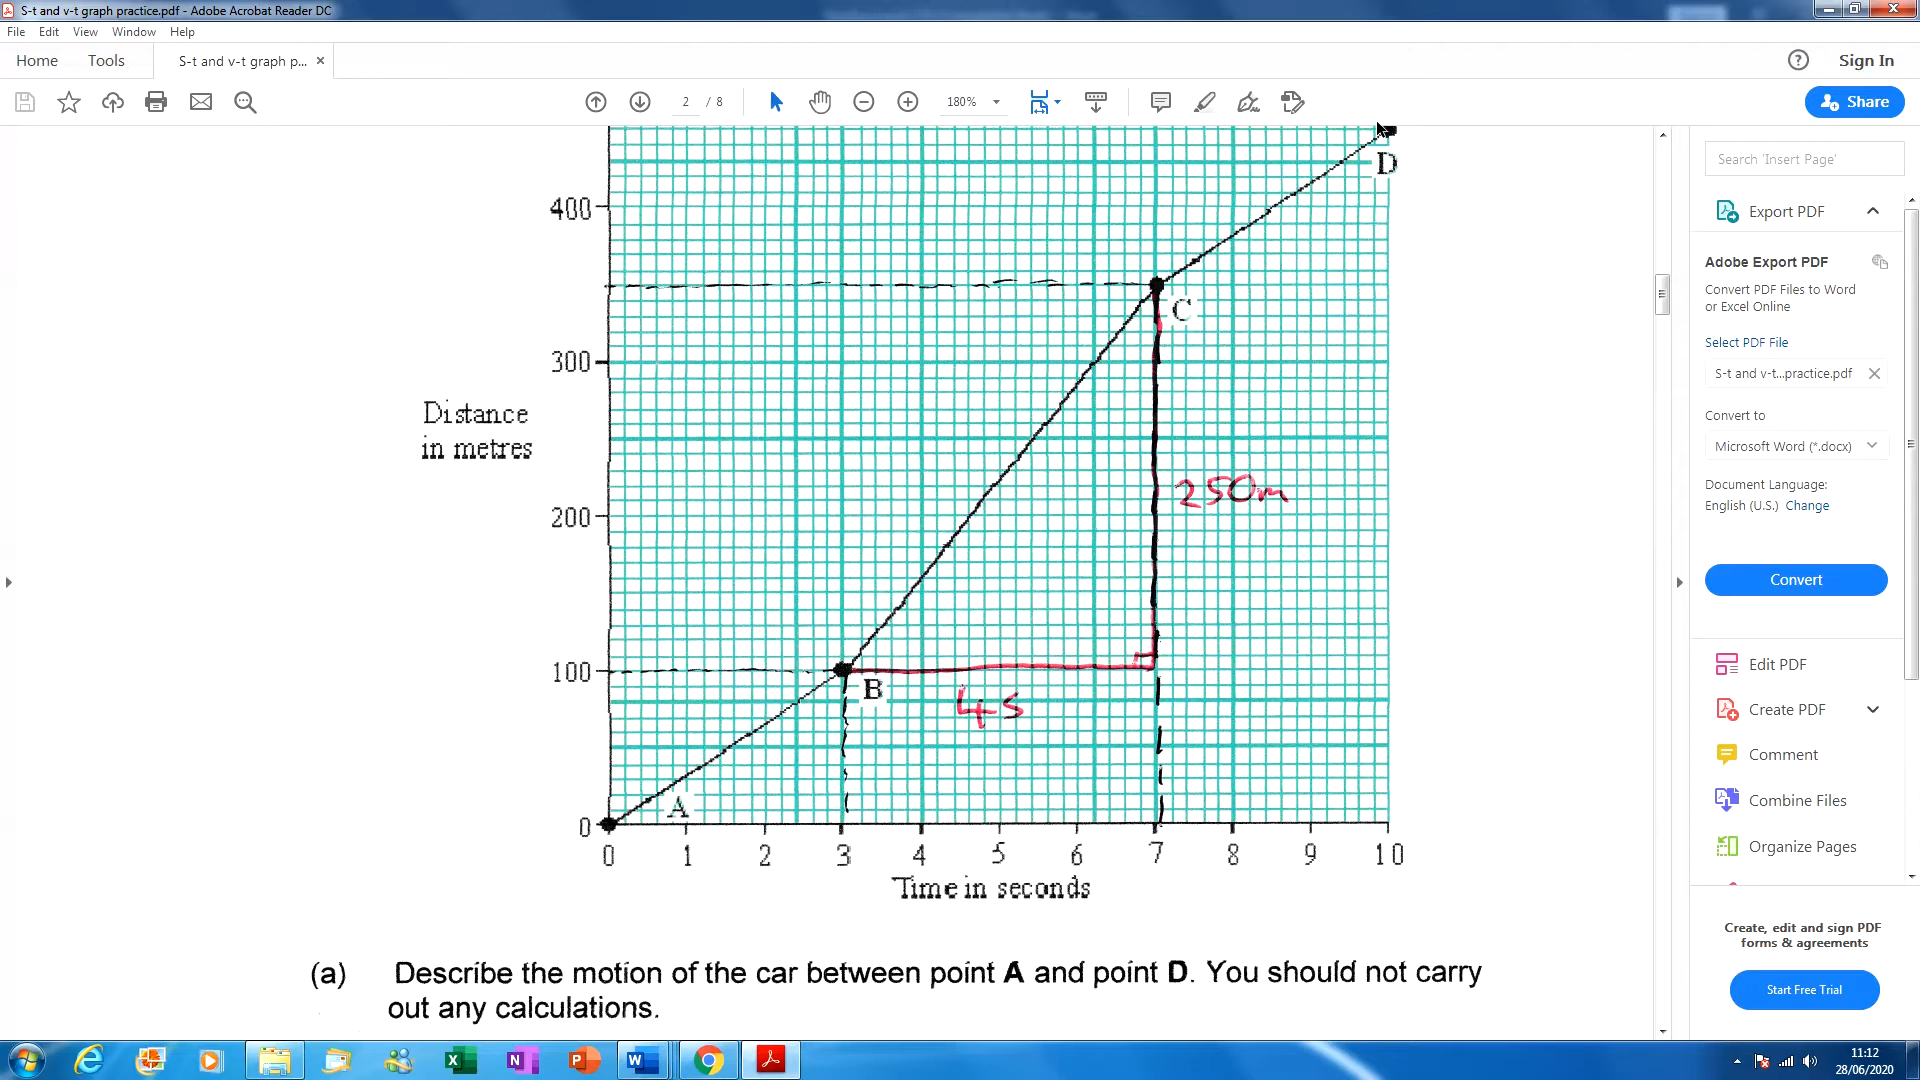 S-t and v-t graph practice.pdf - Adobe Acrobat Reader DC
File Edit View Window Help
Home Tools S-t and v-t graph p... × Sign In
2 / 8 180% Share
D
400
C
300
Distance
in metres
250m
200
100
B
4s
A
0
0 1 2 3 4 5 6 7 8 9 10
Time in seconds
(a) Describe the motion of the car between point A and point D. You should not carry
out any calculations.
Search 'Insert Page'
Export PDF
Adobe Export PDF
Convert PDF Files to Word
or Excel Online
Select PDF File
S-t and v-t...practice.pdf
Convert to
Microsoft Word (*.docx)
Document Language:
English (U.S.) Change
Convert
Edit PDF
Create PDF
Comment
Combine Files
Organize Pages
Create, edit and sign PDF
forms & agreements
Start Free Trial
11:12
28/06/2020